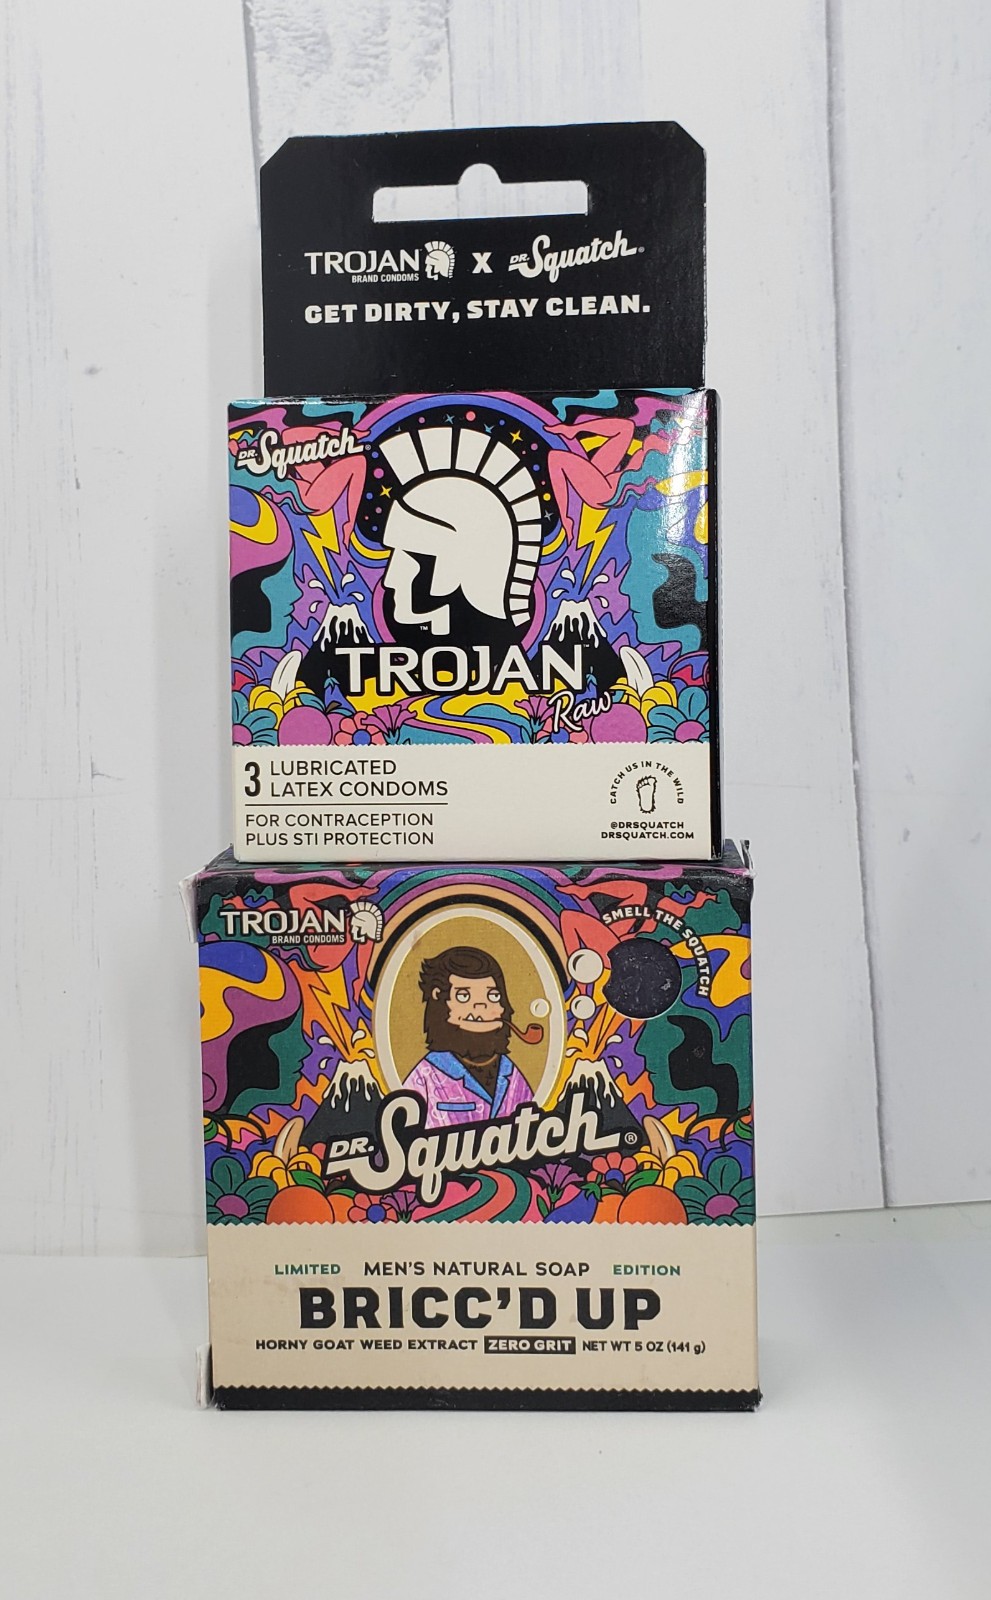 TROJAN BRAND CONDOMS X DR. Squatch®
GET DIRTY, STAY CLEAN.
DR. Squatch®
TROJAN™
Raw
3 LUBRICATED
LATEX CONDOMS
FOR CONTRACEPTION
PLUS STI PROTECTION
CATCH US IN THE WILD
@DRSQUATCH
DRSQUATCH.COM
TROJAN
BRAND CONDOMS
SMELL THE SQUATCH
DR. Squatch®
LIMITED MEN'S NATURAL SOAP EDITION
BRICC'D UP
HORNY GOAT WEED EXTRACT ZERO GRIT NET WT 5 OZ (141 g)